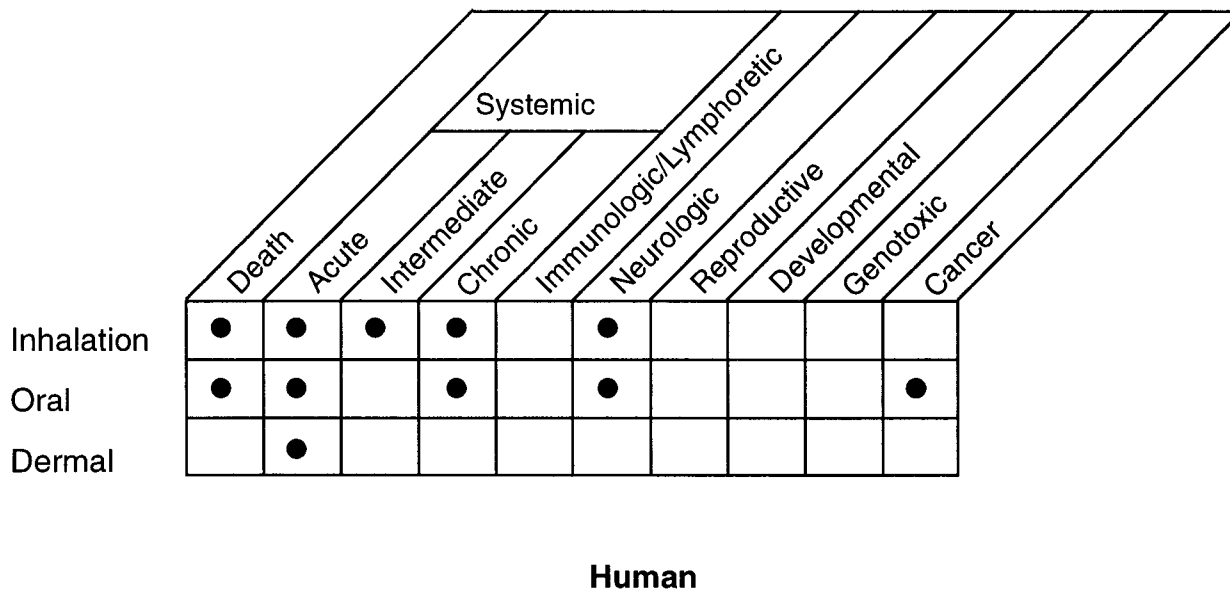 Systemic
Death
Acute
Intermediate
Chronic
Immunologic/Lymphoretic
Neurologic
Reproductive
Developmental
Genotoxic
Cancer
Inhalation
Oral
Dermal
Human